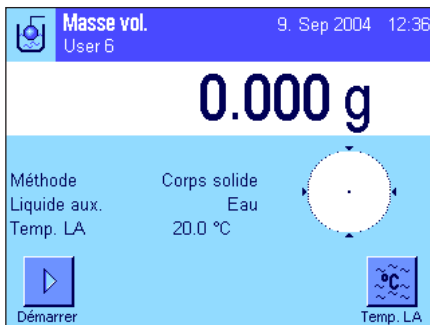 Masse vol. 9. Sep 2004 12:36
User 6
0.000 g
Méthode Corps solide
Liquide aux. Eau
Temp. LA 20.0 °C
°C
Démarrer Temp. LA